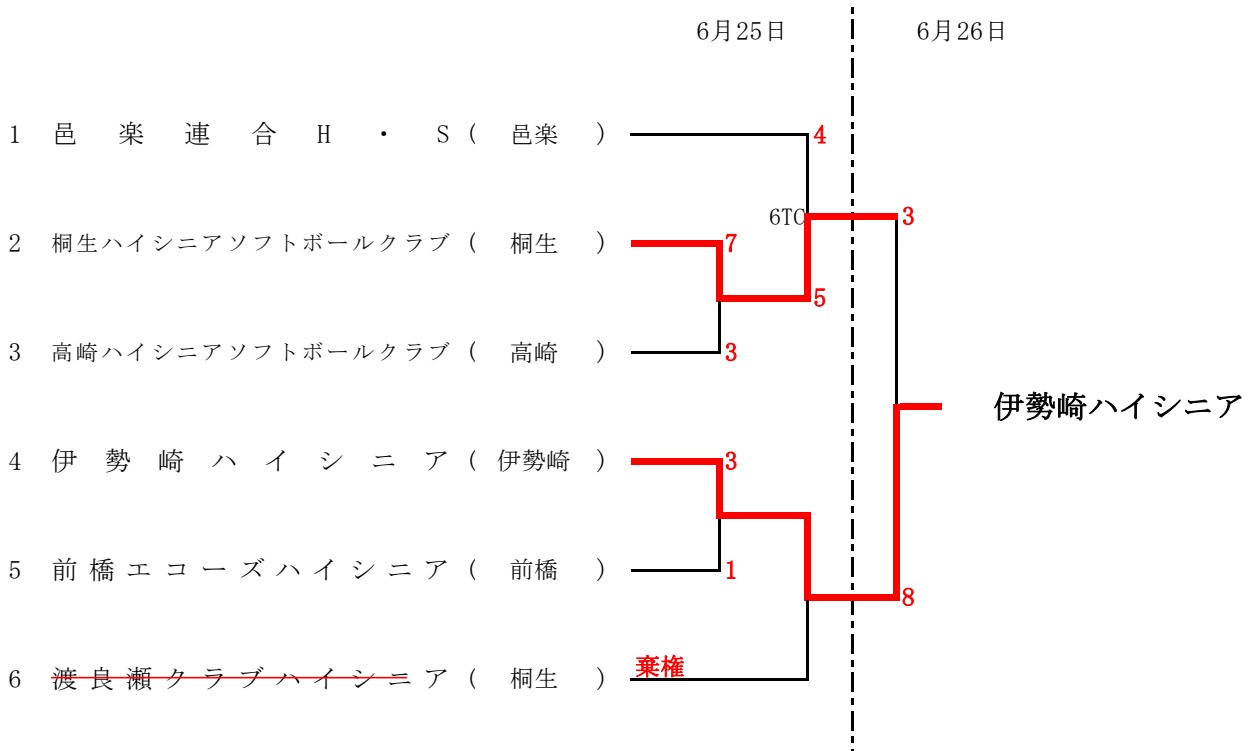 6月25日 6月26日
1 邑楽連合H・S ( 邑楽 ) 4
6TC 3
2 桐生ハイシニアソフトボールクラブ ( 桐生 ) 7
5
3 高崎ハイシニアソフトボールクラブ ( 高崎 ) 3
伊勢崎ハイシニア
4 伊勢崎ハイシニア ( 伊勢崎 ) 3
5 前橋エコーズハイシニア ( 前橋 ) 1
8
6 渡良瀬クラブハイシニア ( 桐生 ) 棄権